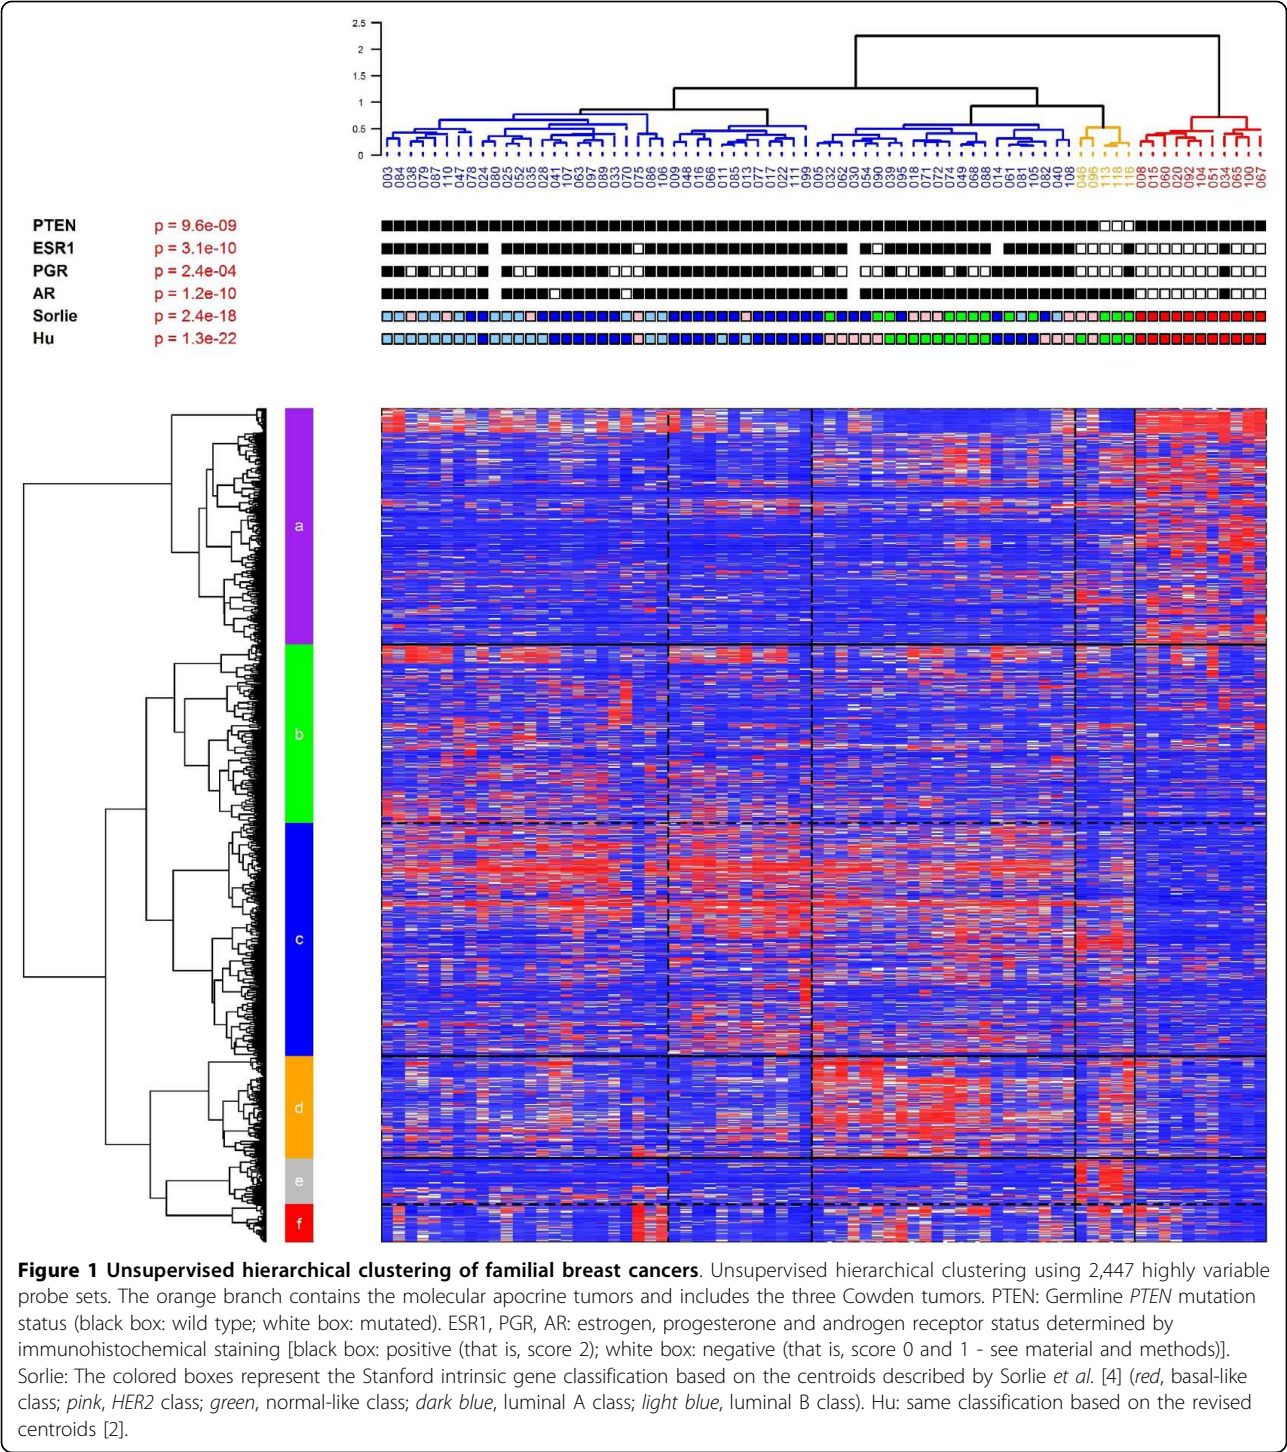 2.5
2
1.5
1
0.5
0
003 084 038 079 087 110 047 078 024 080 025 052 035 028 041 107 063 097 089 033 070 075 086 106 009 048 016 066 011 085 013 077 017 022 111 099 005 032 062 030 054 090 039 095 018 071 072 074 049 068 088 014 061 081 105 082 040 108 046 096 113 118 116 008 015 060 020 092 104 051 034 065 100 067
PTEN p = 9.6e-09
ESR1 p = 3.1e-10
PGR p = 2.4e-04
AR p = 1.2e-10
Sorlie p = 2.4e-18
Hu p = 1.3e-22
a
b
c
d
e
f
Figure 1 Unsupervised hierarchical clustering of familial breast cancers. Unsupervised hierarchical clustering using 2,447 highly variable
probe sets. The orange branch contains the molecular apocrine tumors and includes the three Cowden tumors. PTEN: Germline PTEN mutation
status (black box: wild type; white box: mutated). ESR1, PGR, AR: estrogen, progesterone and androgen receptor status determined by
immunohistochemical staining [black box: positive (that is, score 2); white box: negative (that is, score 0 and 1 - see material and methods)].
Sorlie: The colored boxes represent the Stanford intrinsic gene classification based on the centroids described by Sorlie et al. [4] (red, basal-like
class; pink, HER2 class; green, normal-like class; dark blue, luminal A class; light blue, luminal B class). Hu: same classification based on the revised
centroids [2].